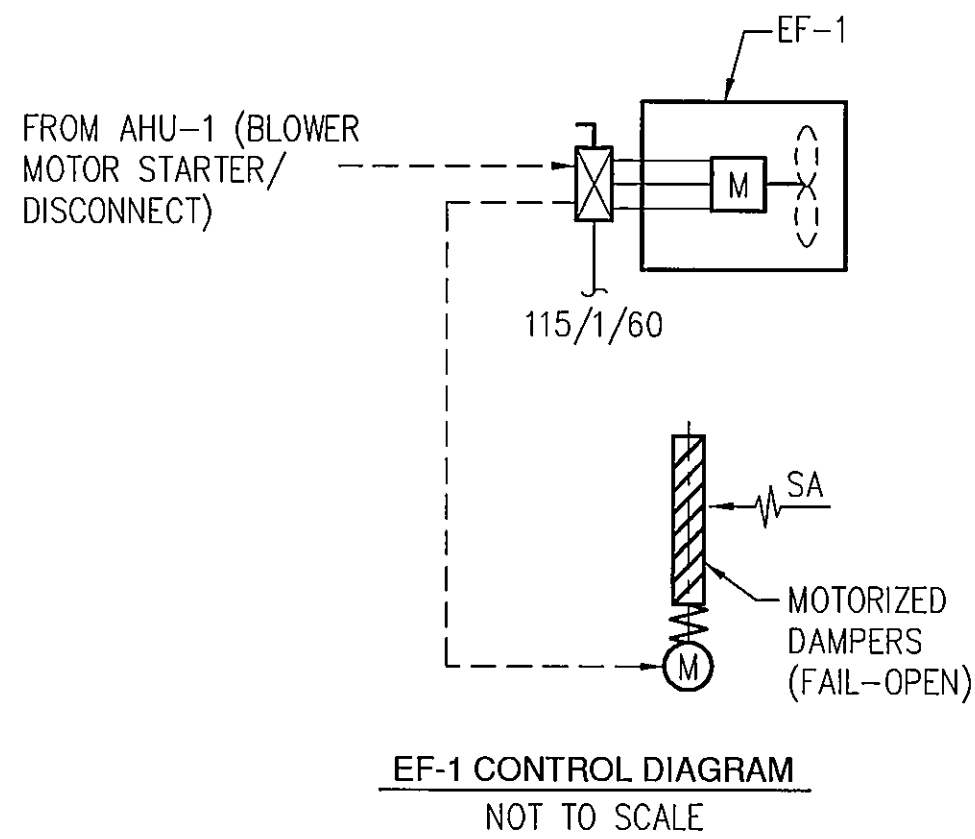 EF-1
FROM AHU-1 (BLOWER
MOTOR STARTER/
DISCONNECT)
M
115/1/60
SA
MOTORIZED
DAMPERS
(FAIL-OPEN)
M
EF-1 CONTROL DIAGRAM
NOT TO SCALE